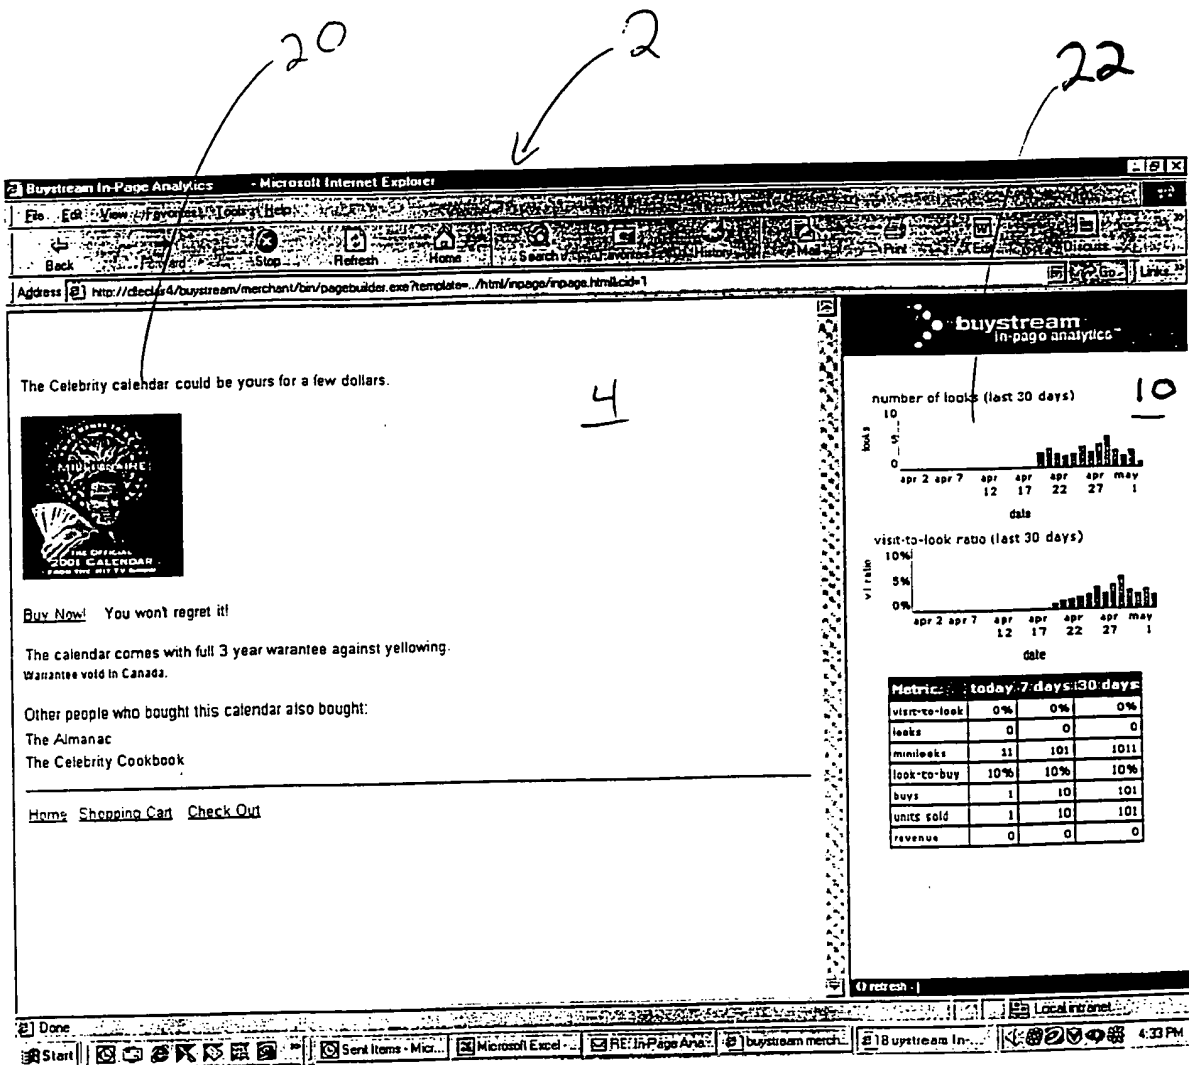 20
2
22
Buystream In-Page Analytics - Microsoft Internet Explorer
File Edit View Favorites Tools Help
Back Forward Stop Refresh Home Search Favorites History Mail Print Edit Discuss
Address http://dleclar4/buystream/merchant/bin/pagebuilder.exe?template=../html/inpage/inpage.html&cid=1 Go Links »
buystream
in-page analytics™
The Celebrity calendar could be yours for a few dollars.
4
MILLIONAIRE
THE OFFICIAL
2001 CALENDAR
FROM THE HIT TV SHOW
Buy Now! You won't regret it!
The calendar comes with full 3 year warantee against yellowing.
Warrantee void in Canada.
Other people who bought this calendar also bought:
The Almanac
The Celebrity Cookbook
Home Shopping Cart Check Out
number of looks (last 30 days)
10
10
5
0
looks
apr 2 apr 7 apr 12 apr 17 apr 22 apr 27 may 1
date
visit-to-look ratio (last 30 days)
10%
5%
0%
vl ratio
apr 2 apr 7 apr 12 apr 17 apr 22 apr 27 may 1
date
Metric: today 7 days 30 days
visit-to-look 0% 0% 0%
looks 0 0 0
minilooks 11 101 1011
look-to-buy 10% 10% 10%
buys 1 10 101
units sold 1 10 101
revenue 0 0 0
refresh
Done Local intranet
Start » Sent Items - Micr... Microsoft Excel - ... RE: In-Page Ana... buystream merch... Buystream In-... 4:33 PM